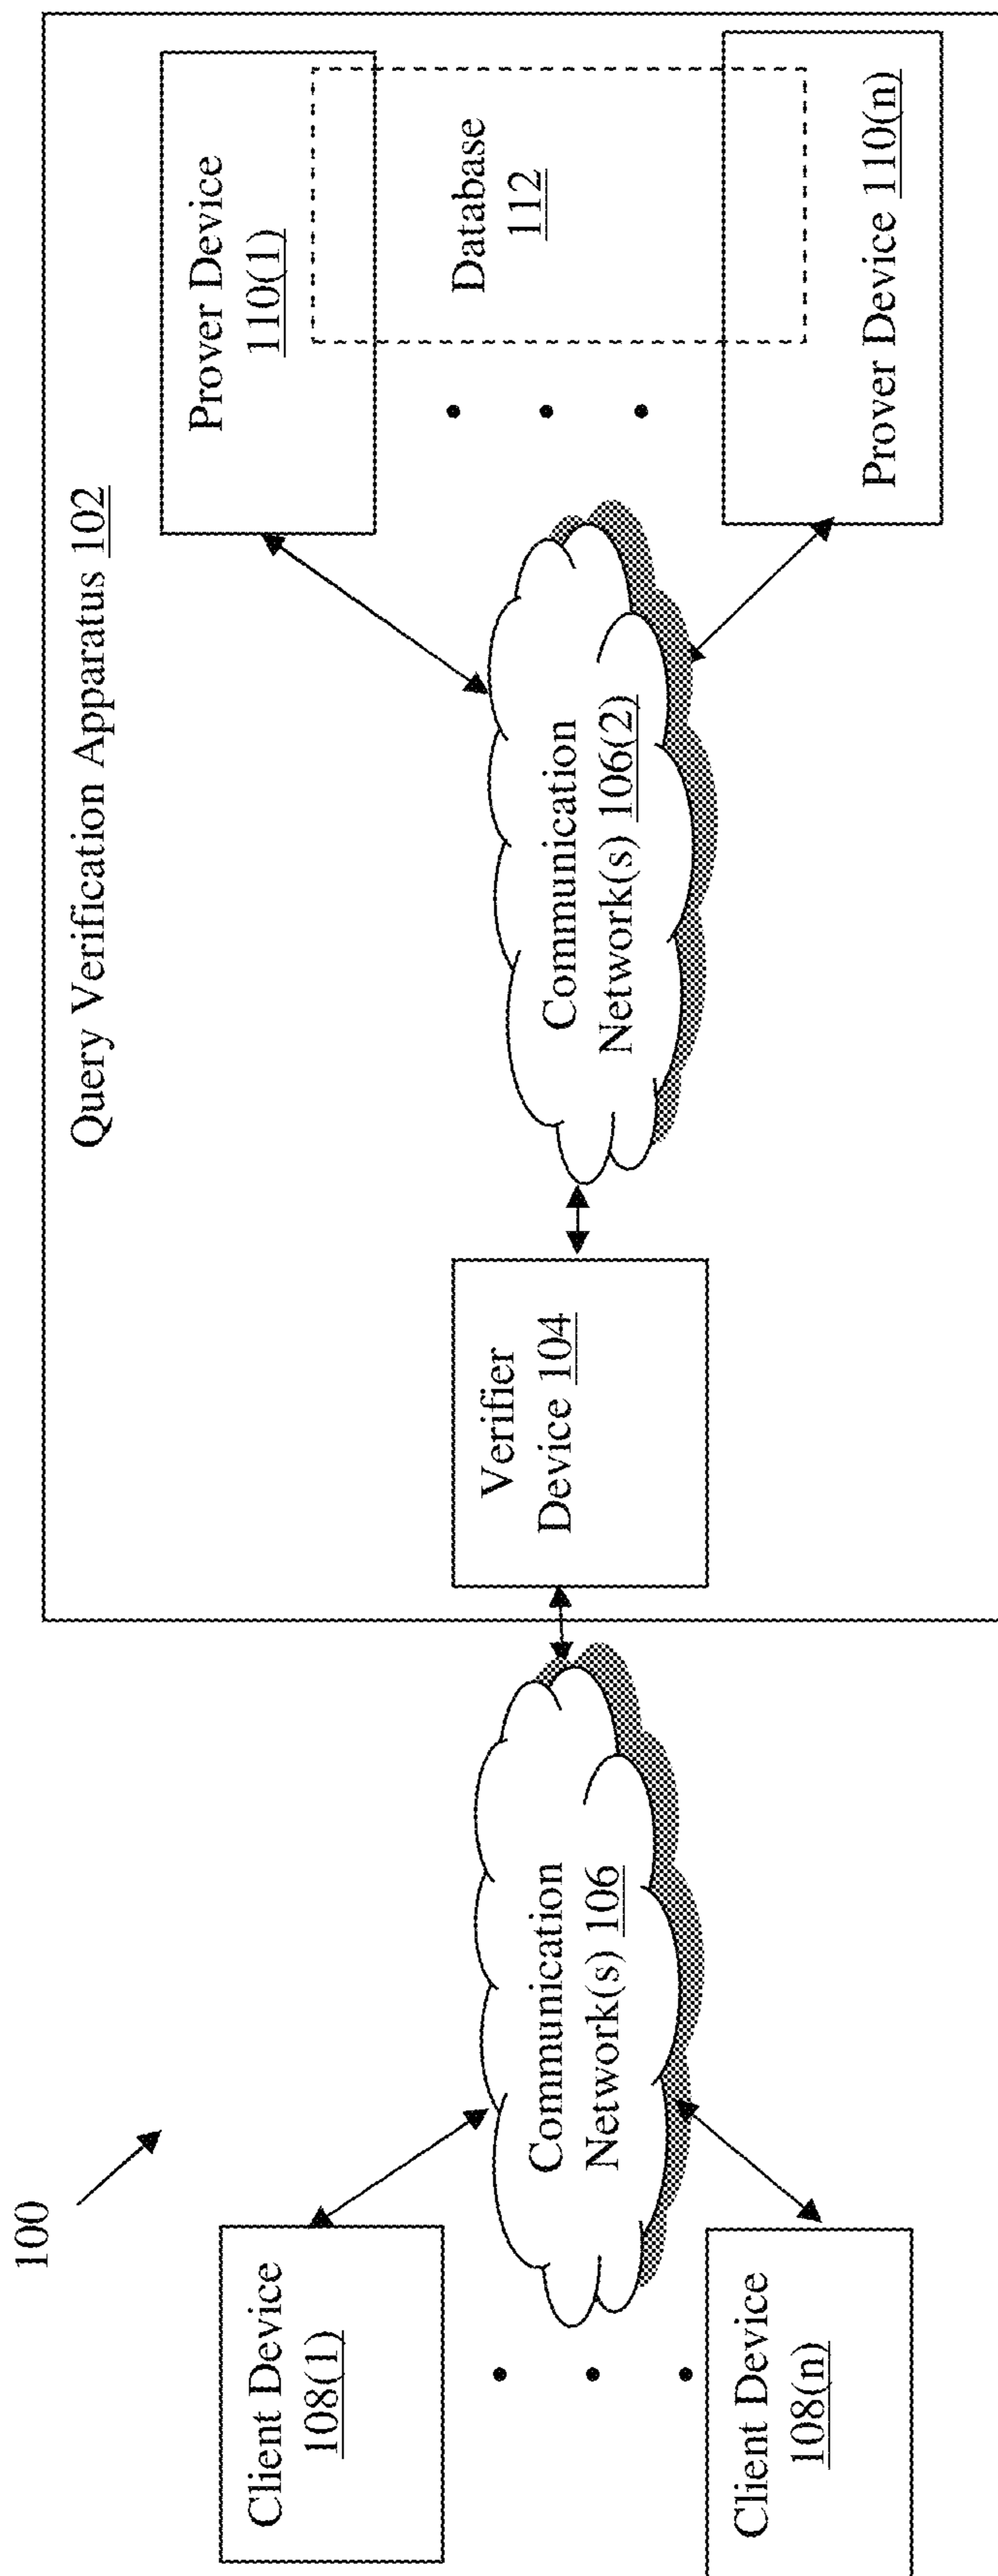 100
Query Verification Apparatus 102
Client Device
108(1)
Client Device
108(n)
Communication
Network(s) 106
Verifier
Device 104
Communication
Network(s) 106(2)
Prover Device
110(1)
Database
112
Prover Device 110(n)